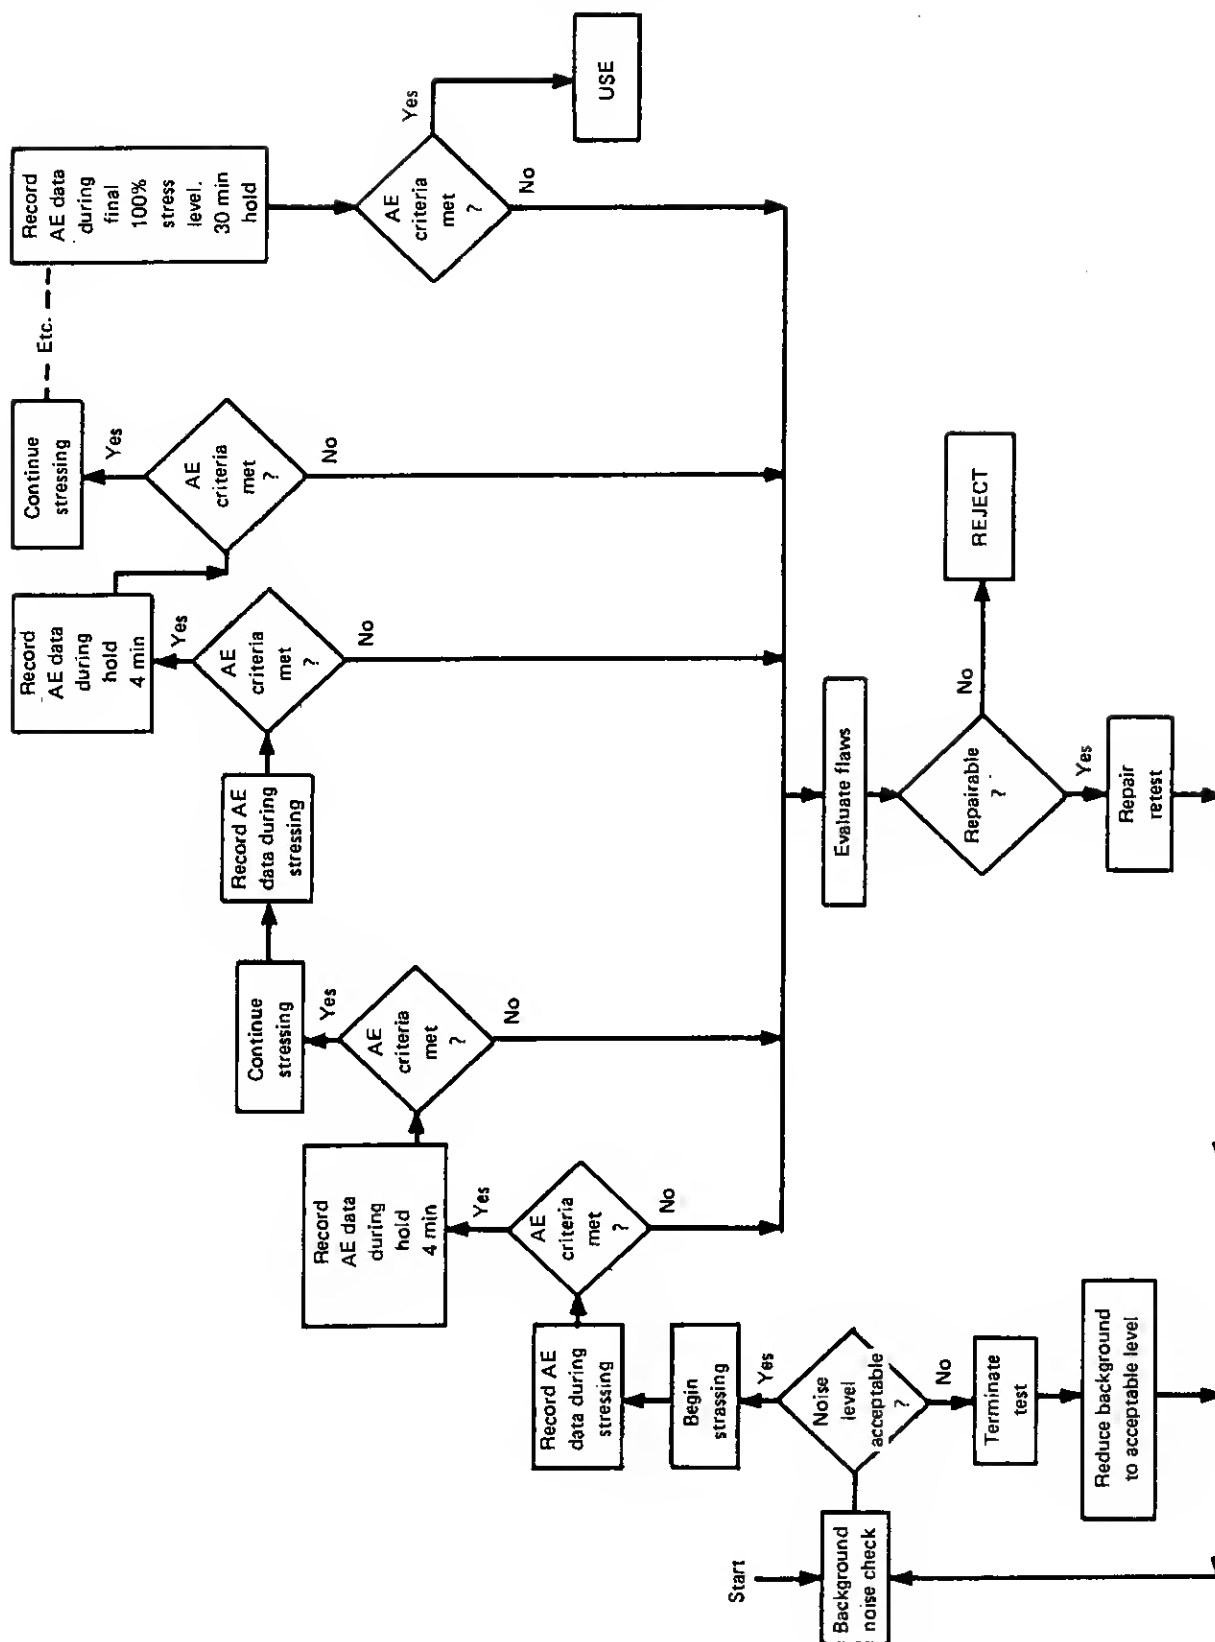 Start
Background
noise check
Noise
level
acceptable
?
Yes
No
Begin
strassing
Record AE
data during
stressing
Terminate
test
Reduce background
to acceptable level
AE
criteria
met
?
Yes
No
Record
AE data
during
hold
4 min
AE
criteria
met
?
Yes
No
Continue
stressing
Record AE
data during
stressing
AE
criteria
met
?
Yes
No
Record
AE data
during
hold
4 min
AE
criteria
met
?
Yes
No
Continue
stressing
Etc.
Record
AE data
during
final
100%
stress
level.
30 min
hold
AE
criteria
met
?
Yes
No
USE
Evaluate flaws
Repairable
?
No
Yes
REJECT
Repair
retest